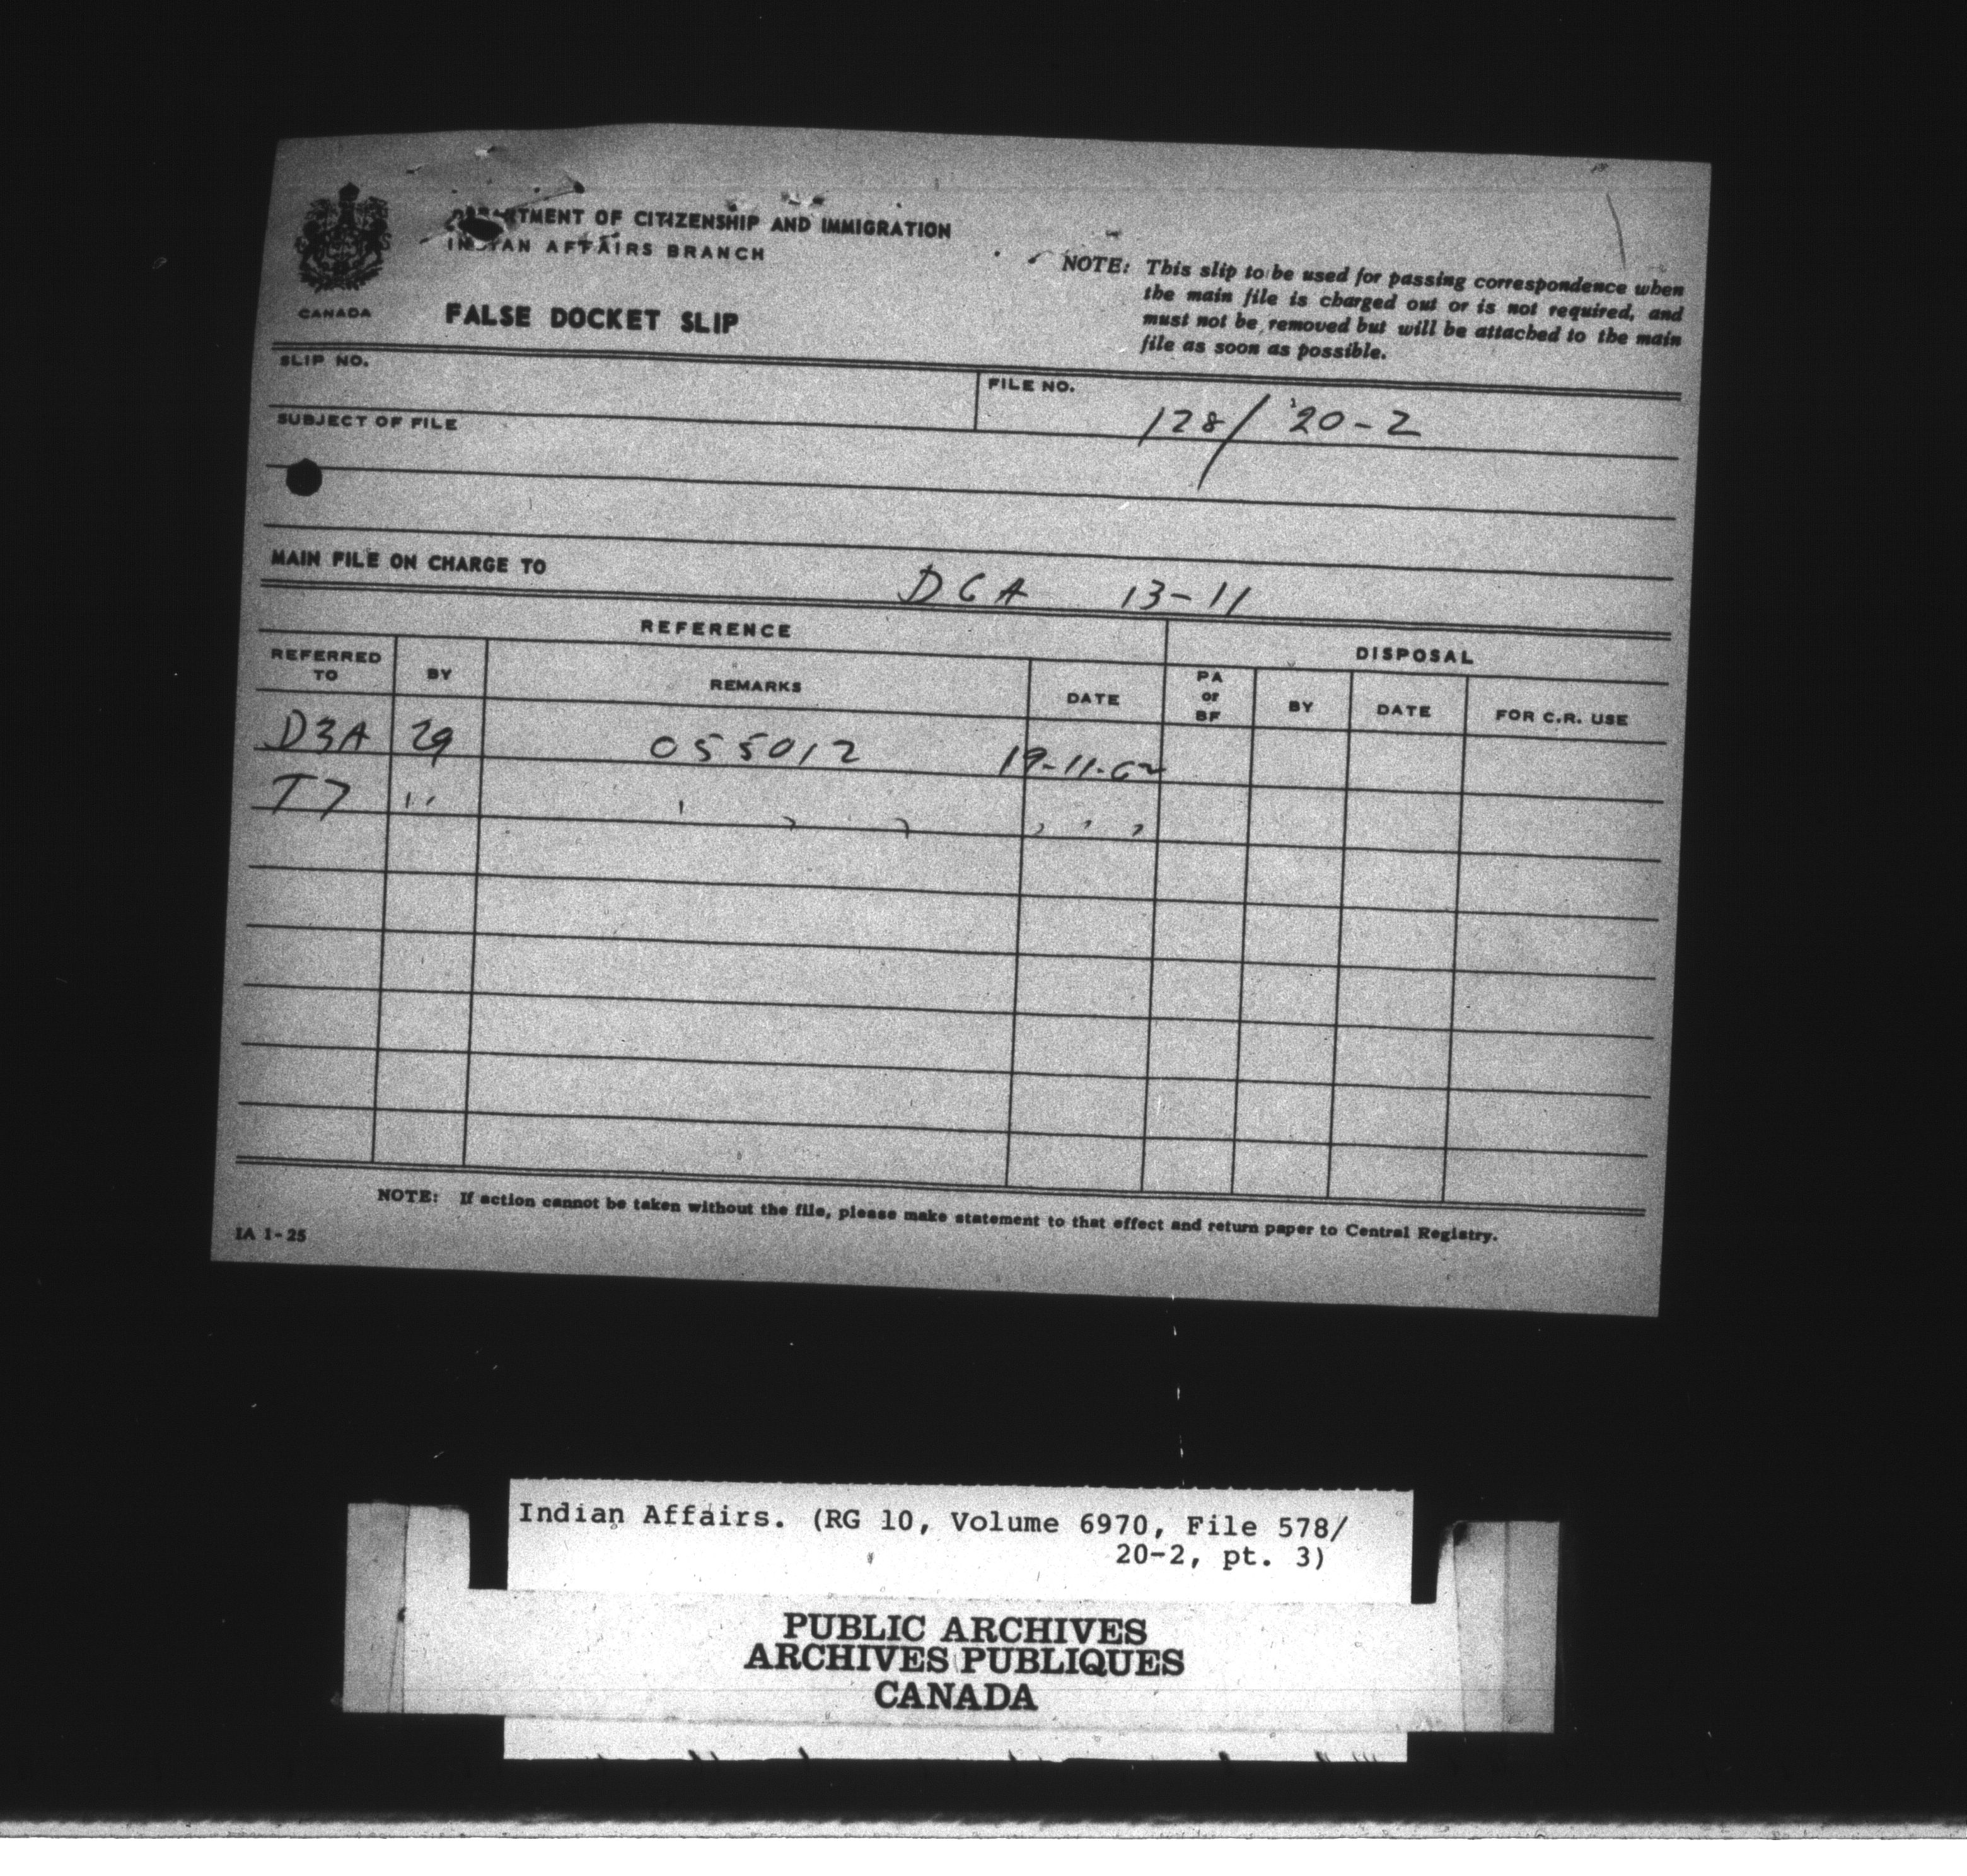 DEPARTMENT OF CITIZENSHIP AND IMMIGRATION
INDIAN AFFAIRS BRANCH
CANADA
FALSE DOCKET SLIP
NOTE: This slip to be used for passing correspondence when
the main file is charged out or is not required, and
must not be removed but will be attached to the main
file as soon as possible.
SLIP NO.
FILE NO.
128/ 20-2
SUBJECT OF FILE
MAIN FILE ON CHARGE TO
13-11
REFERENCE
DISPOSAL
REFERRED TO
BY
REMARKS
DATE
PA or BF
BY
DATE
FOR C.R. USE
D3A 29 055012 19-11-62
T7 " " "
NOTE: If action cannot be taken without the file, please make statement to that effect and return paper to Central Registry.
IA 1-25
Indian Affairs. (RG 10, Volume 6970, File 578/
20-2, pt. 3)
PUBLIC ARCHIVES
ARCHIVES PUBLIQUES
CANADA